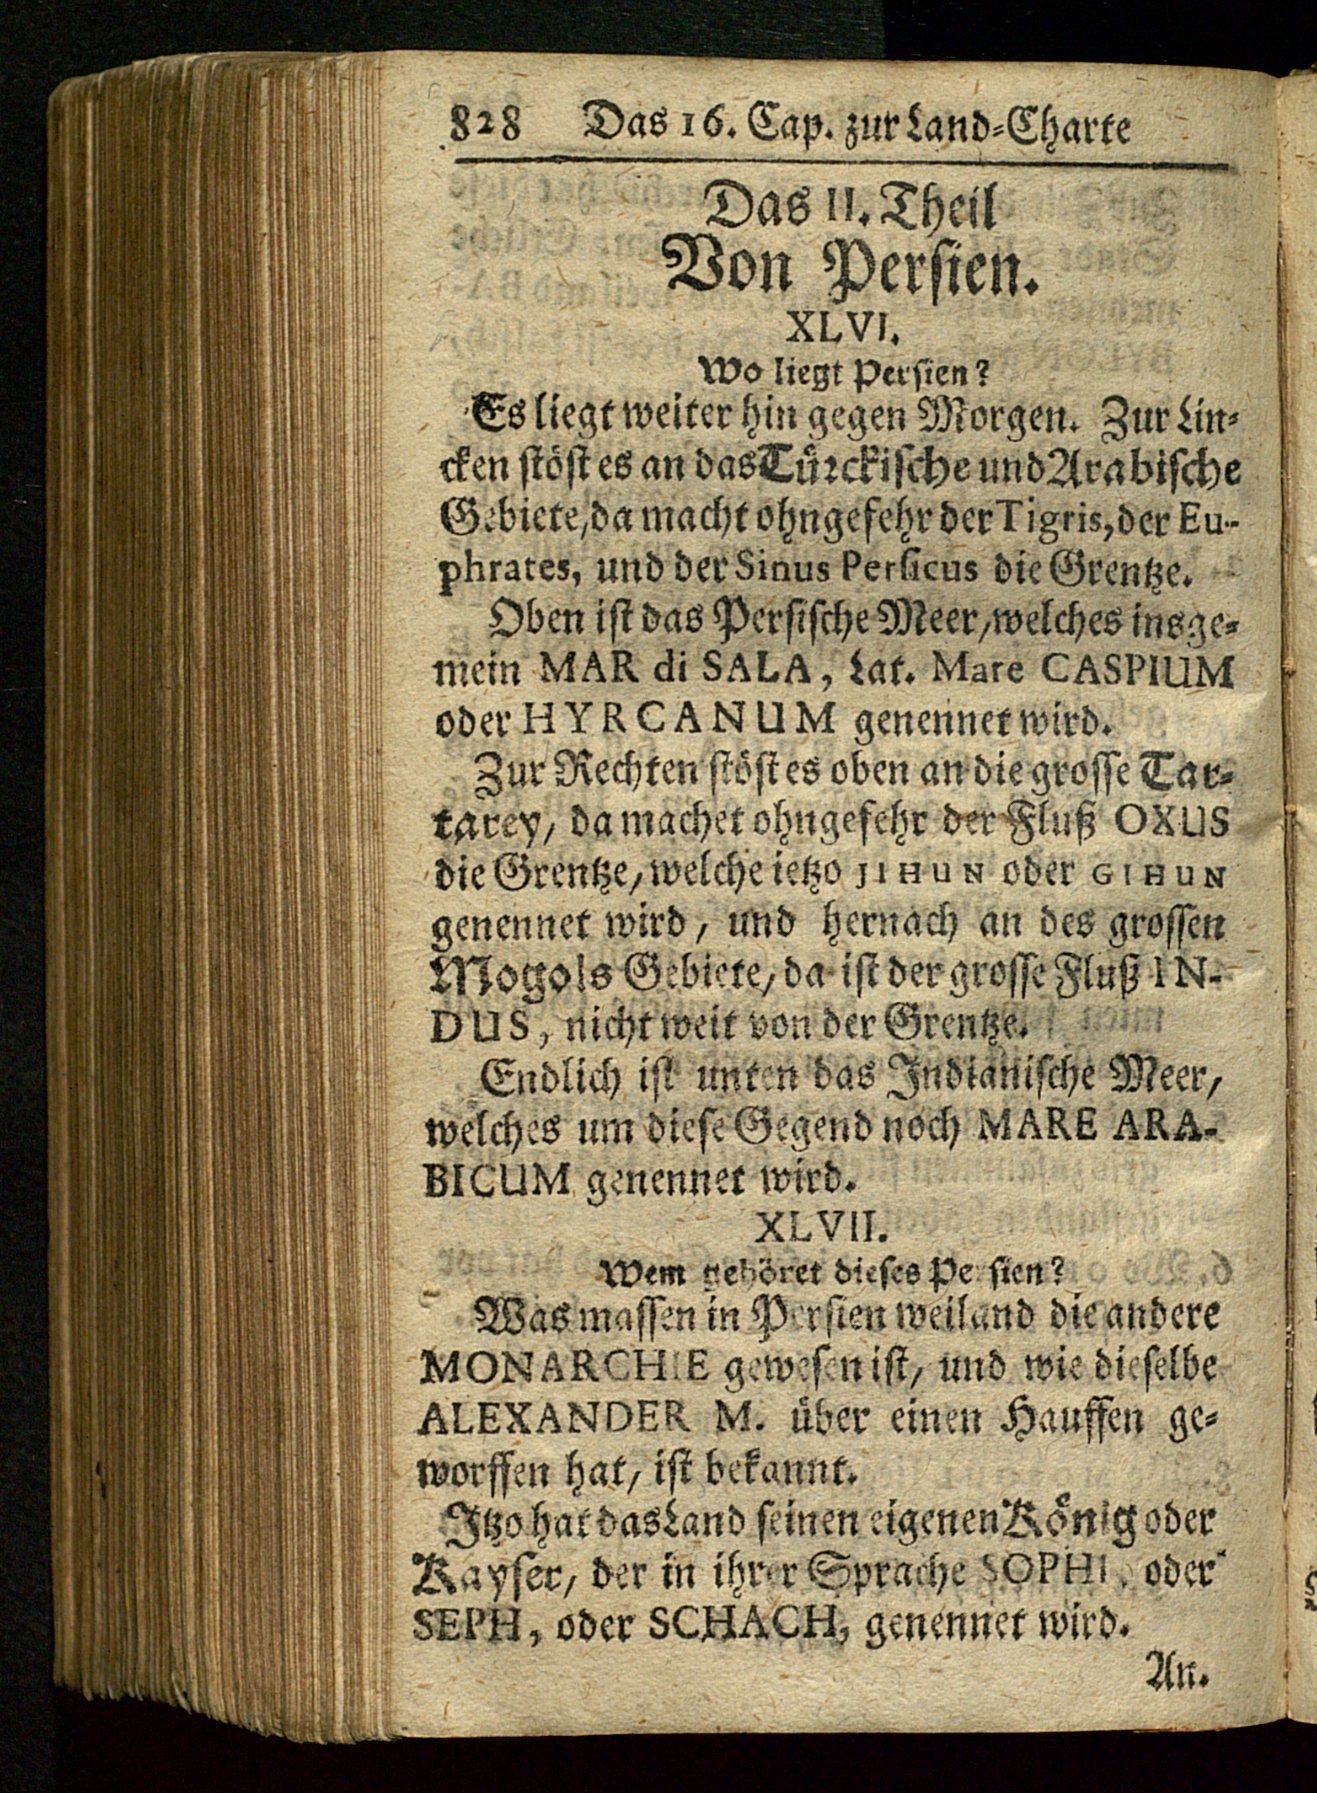 828 Das 16. Cap. zur Land-Charte
Das II. Theil
Von Persien.
XLVI.
Wo liegt Persien?
Es liegt weiter hin gegen Morgen. Zur Lin-
cken stöst es an das Türckische und Arabische
Gebiete, da macht ohngefehr der Tigris, der Eu-
phrates, und der Sinus Persicus die Grentze.
Oben ist das Persische Meer, welches insge-
mein MAR di SALA, Lat. Mare CASPIUM
oder HYRCANUM genennet wird.
Zur Rechten stöst es oben an die grosse Tar-
tarey, da machet ohngefehr der Fluß OXUS
die Grentze, welche ietzo JIHUN oder GIHUN
genennet wird, und hernach an des grossen
Mogols Gebiete, da ist der grosse Fluß IN-
DUS, nicht weit von der Grentze.
Endlich ist unten das Indianische Meer,
welches um diese Gegend noch MARE ARA-
BICUM genennet wird.
XLVII.
Wem gehöret dieses Persien?
Was massen in Persien weiland die andere
MONARCHIE gewesen ist, und wie dieselbe
ALEXANDER M. über einen Hauffen ge-
worffen hat, ist bekannt.
Itzo hat das Land seinen eigenen König oder
Kayser, der in ihrer Sprache SOPHI, oder
SEPH, oder SCHACH, genennet wird.
An.